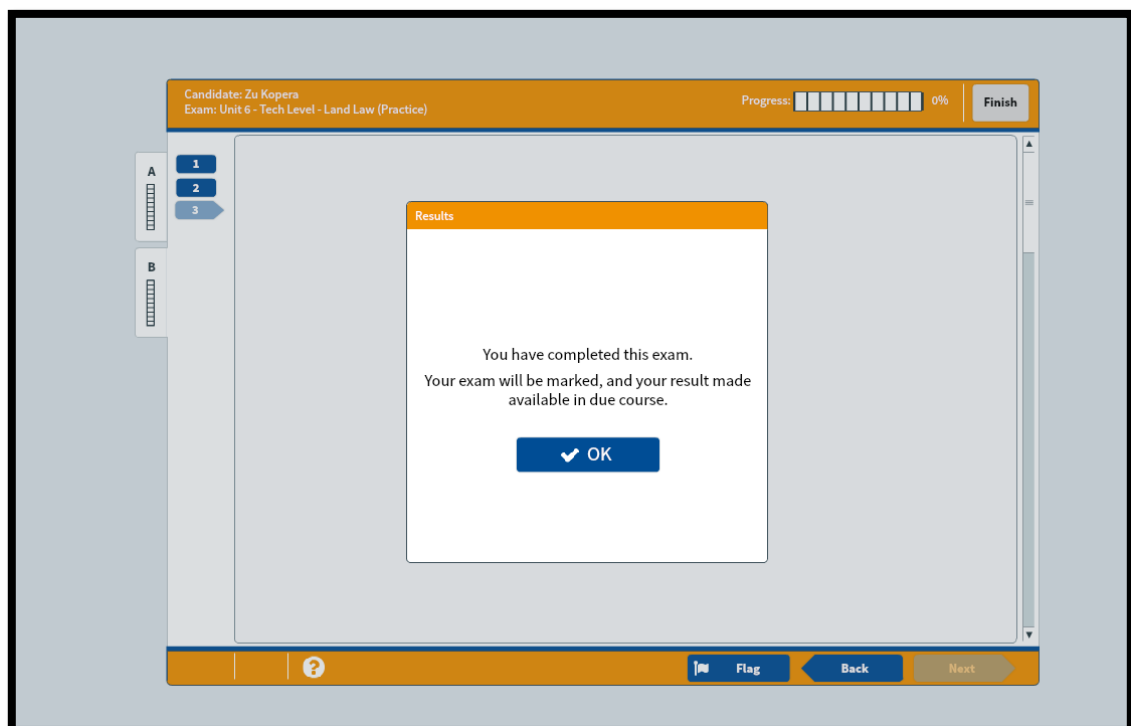 Candidate: Zu Kopera
Exam: Unit 6 - Tech Level - Land Law (Practice)
Progress: 0%
Finish
A
1
2
3
B
Results
You have completed this exam.
Your exam will be marked, and your result made
available in due course.
OK
?
Flag
Back
Next